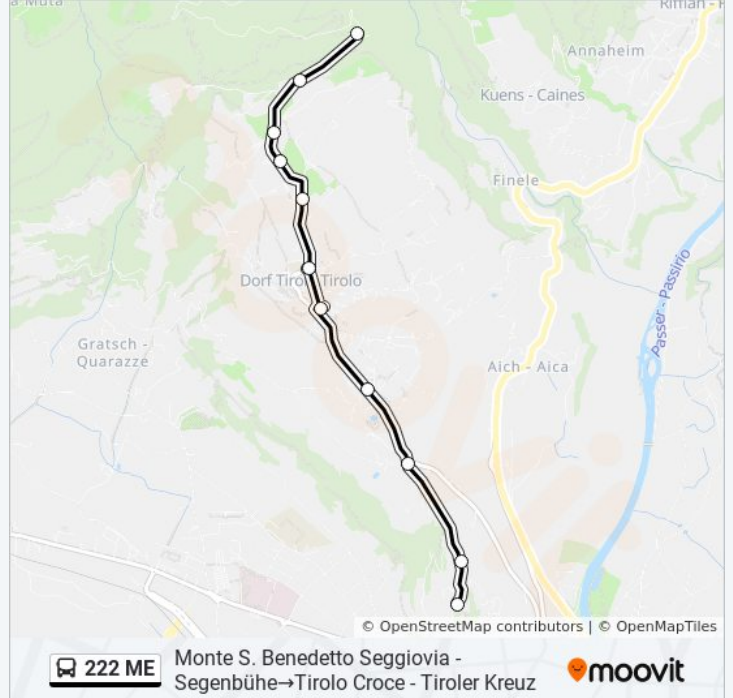 a Muta
Riffian - R
Annaheim
Kuens - Caines
Finele
Passer - Passirio
Dorf Tirol Tirolo
Gratsch -
Quarazze
Aich - Aica
© OpenStreetMap contributors | © OpenMapTiles
222 ME
Monte S. Benedetto Seggiovia -
Segenbühe→Tirolo Croce - Tiroler Kreuz
moovit